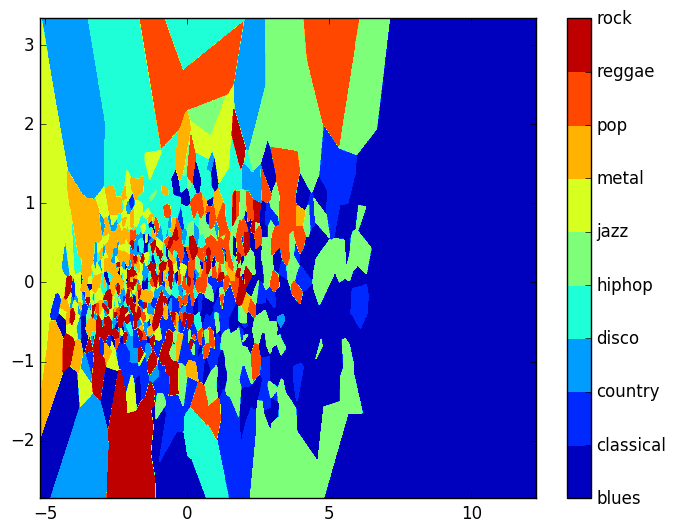 3
2
1
0
−1
−2
−5
0
5
10
rock
reggae
pop
metal
jazz
hiphop
disco
country
classical
blues